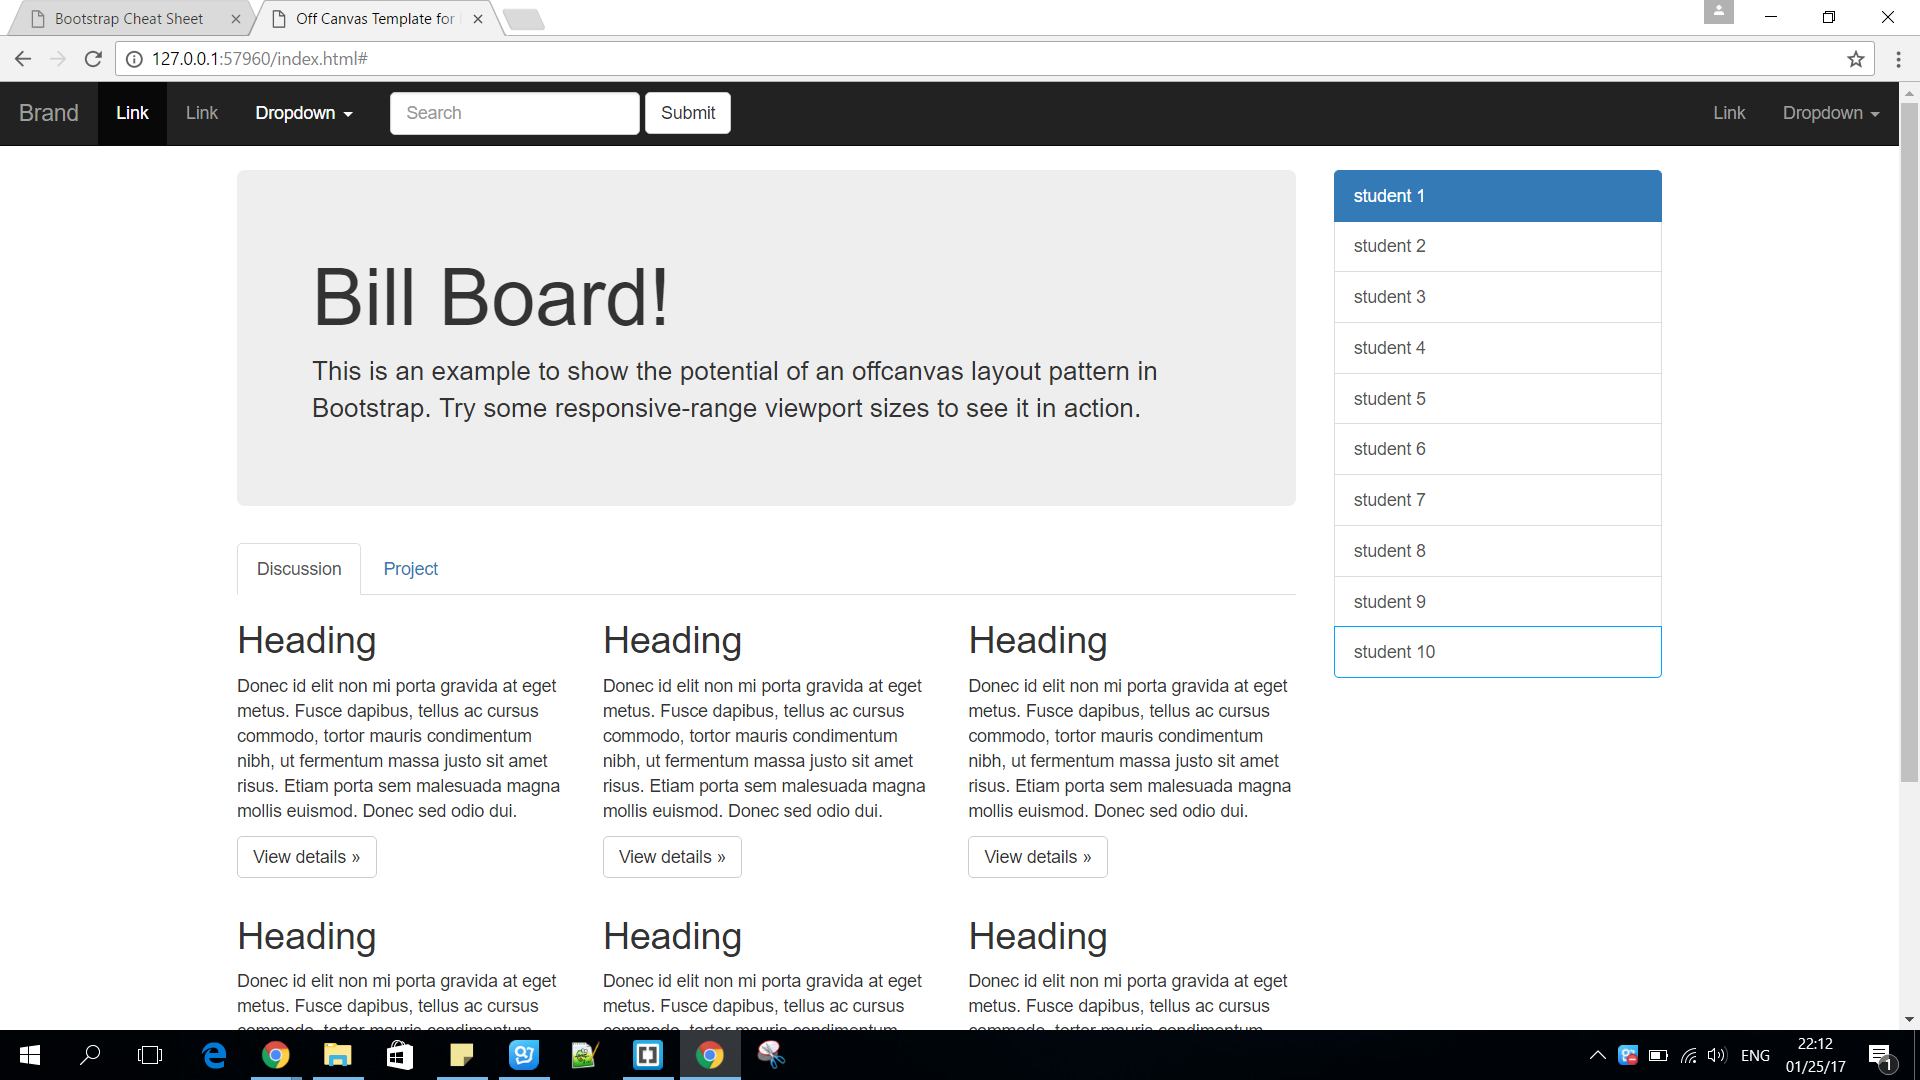 Bootstrap Cheat Sheet
Off Canvas Template for
127.0.0.1:57960/index.html#
Brand Link Link Dropdown Search Submit Link Dropdown
Bill Board!
This is an example to show the potential of an offcanvas layout pattern in
Bootstrap. Try some responsive-range viewport sizes to see it in action.
student 1
student 2
student 3
student 4
student 5
student 6
student 7
student 8
student 9
student 10
Discussion Project
Heading
Donec id elit non mi porta gravida at eget
metus. Fusce dapibus, tellus ac cursus
commodo, tortor mauris condimentum
nibh, ut fermentum massa justo sit amet
risus. Etiam porta sem malesuada magna
mollis euismod. Donec sed odio dui.
View details »
Heading
Donec id elit non mi porta gravida at eget
metus. Fusce dapibus, tellus ac cursus
commodo, tortor mauris condimentum
nibh, ut fermentum massa justo sit amet
risus. Etiam porta sem malesuada magna
mollis euismod. Donec sed odio dui.
View details »
Heading
Donec id elit non mi porta gravida at eget
metus. Fusce dapibus, tellus ac cursus
commodo, tortor mauris condimentum
nibh, ut fermentum massa justo sit amet
risus. Etiam porta sem malesuada magna
mollis euismod. Donec sed odio dui.
View details »
Heading
Donec id elit non mi porta gravida at eget
metus. Fusce dapibus, tellus ac cursus
commodo, tortor mauris condimentum
Heading
Donec id elit non mi porta gravida at eget
metus. Fusce dapibus, tellus ac cursus
commodo, tortor mauris condimentum
Heading
Donec id elit non mi porta gravida at eget
metus. Fusce dapibus, tellus ac cursus
commodo, tortor mauris condimentum
ENG
22:12
01/25/17
1